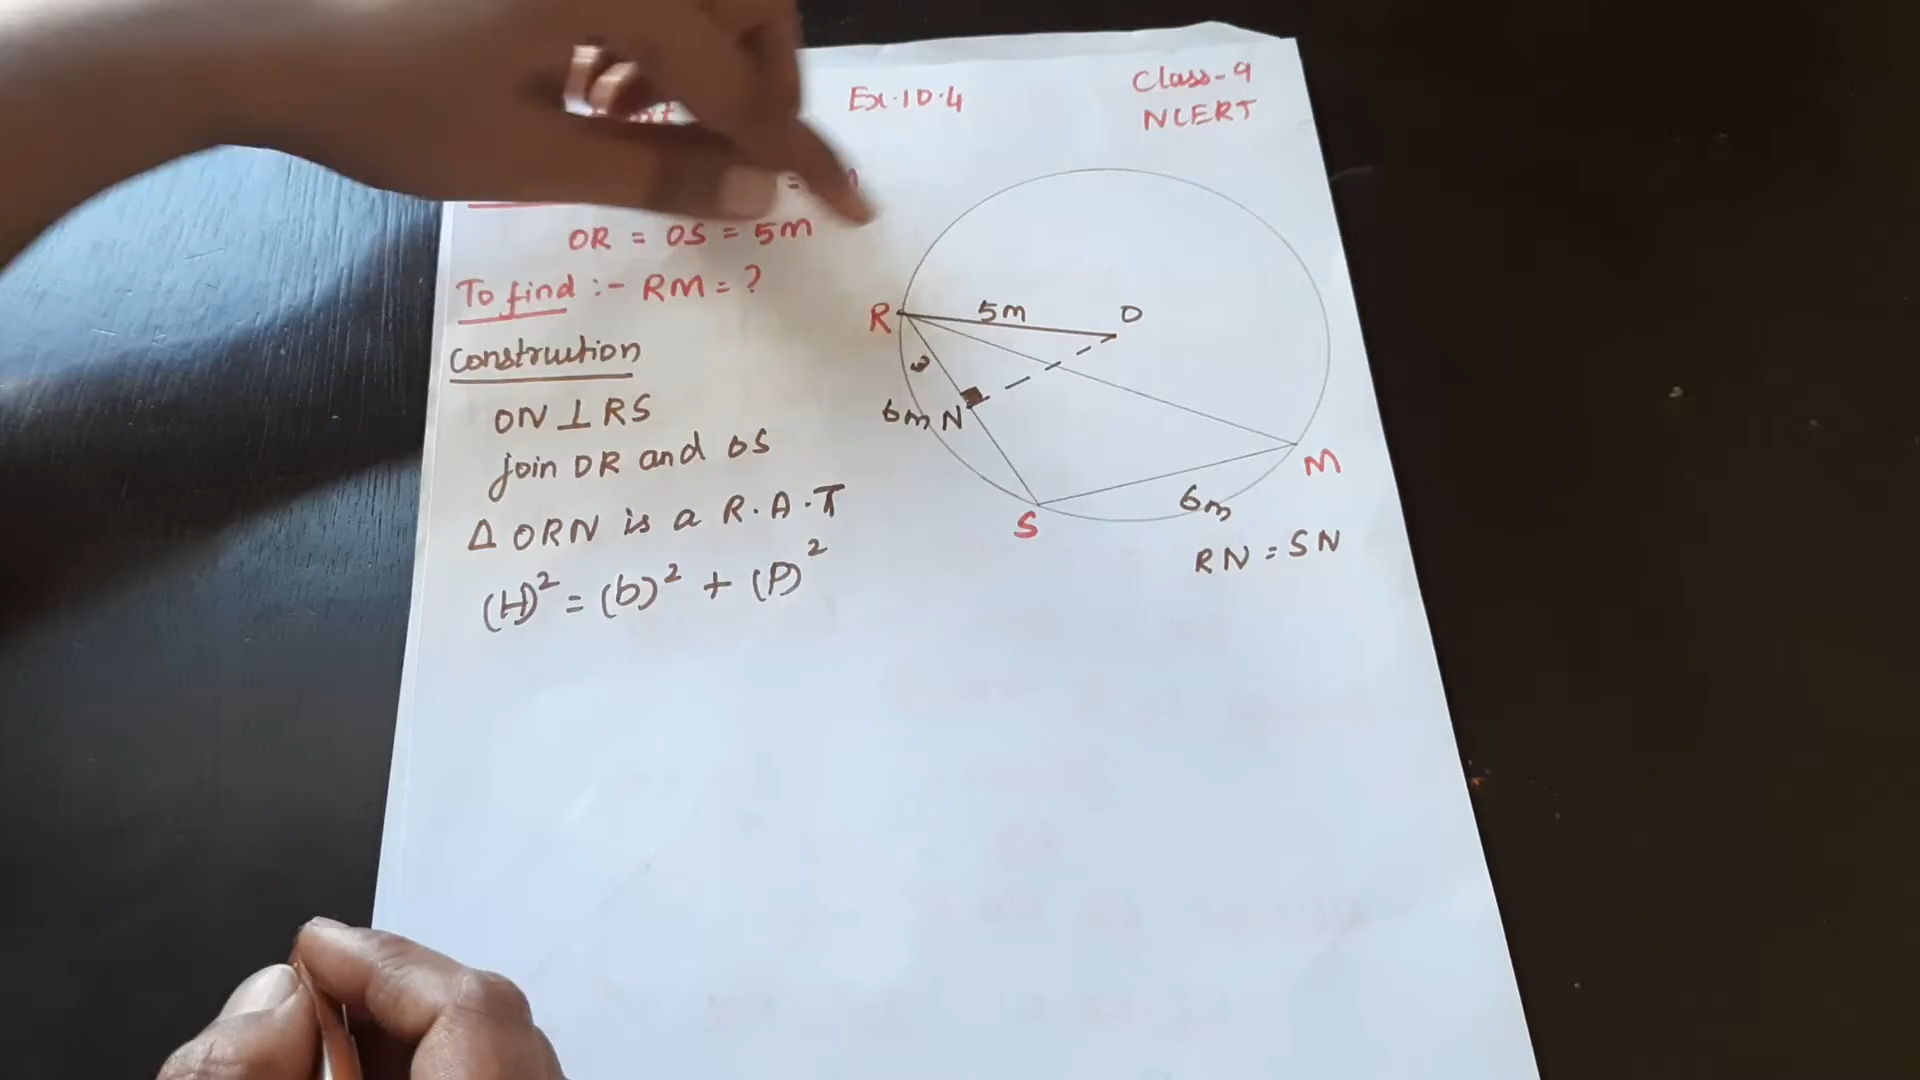 Ex. 10.4
Class-9
NCERT
=
OR = OS = 5m
To find :- RM = ?
Construction
ON ⊥ RS
join OR and OS
Δ ORN is a R.A.T
(H)² = (b)² + (P)²
R
5m
O
3
6m N
S
6m
M
RN = SN